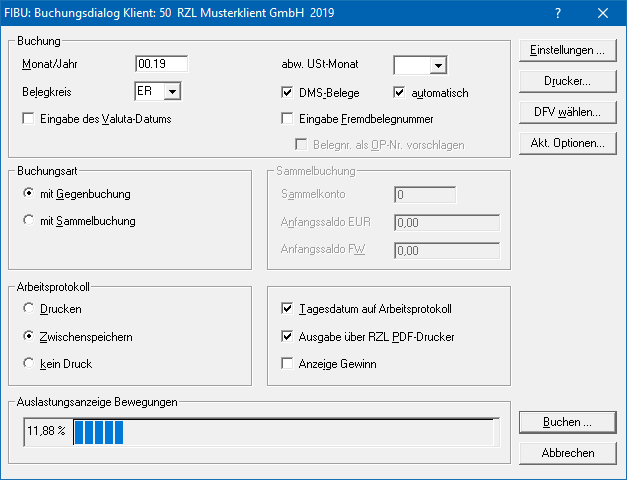 FIBU: Buchungsdialog Klient: 50 RZL Musterklient GmbH 2019
Buchung
Monat/Jahr 00.19 abw. USt-Monat
Belegkreis ER DMS-Belege automatisch
Eingabe des Valuta-Datums Eingabe Fremdbelegnummer
Belegnr. als OP-Nr. vorschlagen
Einstellungen ...
Drucker...
DFV wählen...
Akt. Optionen...
Buchungsart
mit Gegenbuchung
mit Sammelbuchung
Sammelbuchung
Sammelkonto 0
Anfangssaldo EUR 0,00
Anfangssaldo FW 0,00
Arbeitsprotokoll
Drucken
Zwischenspeichern
kein Druck
Tagesdatum auf Arbeitsprotokoll
Ausgabe über RZL PDF-Drucker
Anzeige Gewinn
Auslastungsanzeige Bewegungen
11,88 %
Buchen ...
Abbrechen